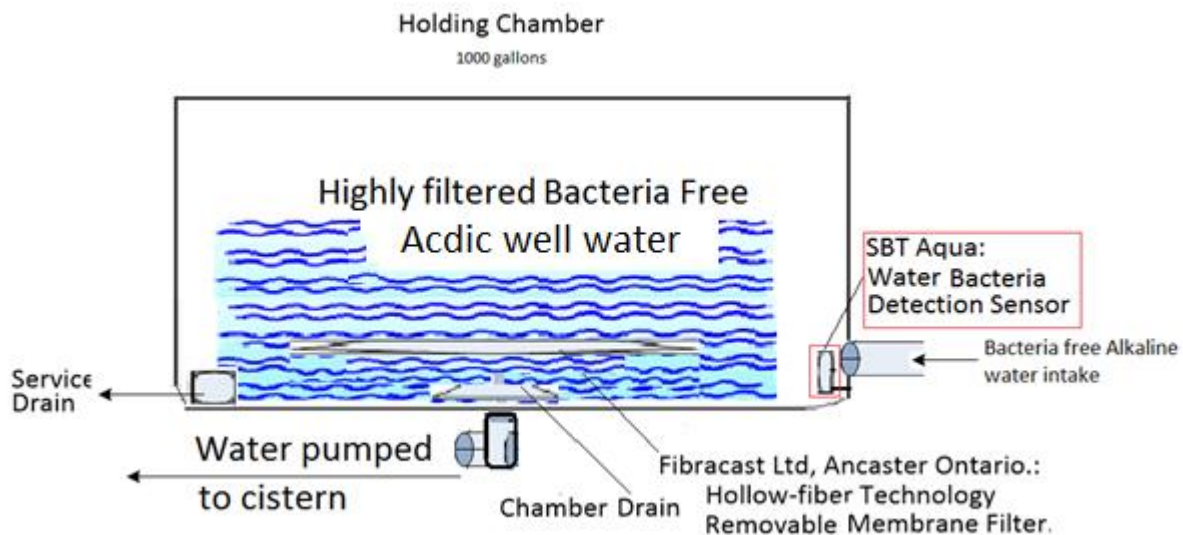 Holding Chamber
1000 gallons
Highly filtered Bacteria Free
Acdic well water
SBT Aqua:
Water Bacteria
Detection Sensor
Bacteria free Alkaline
water intake
Service
Drain
Water pumped
to cistern
Chamber Drain
Fibracast Ltd, Ancaster Ontario.:
Hollow-fiber Technology
Removable Membrane Filter.